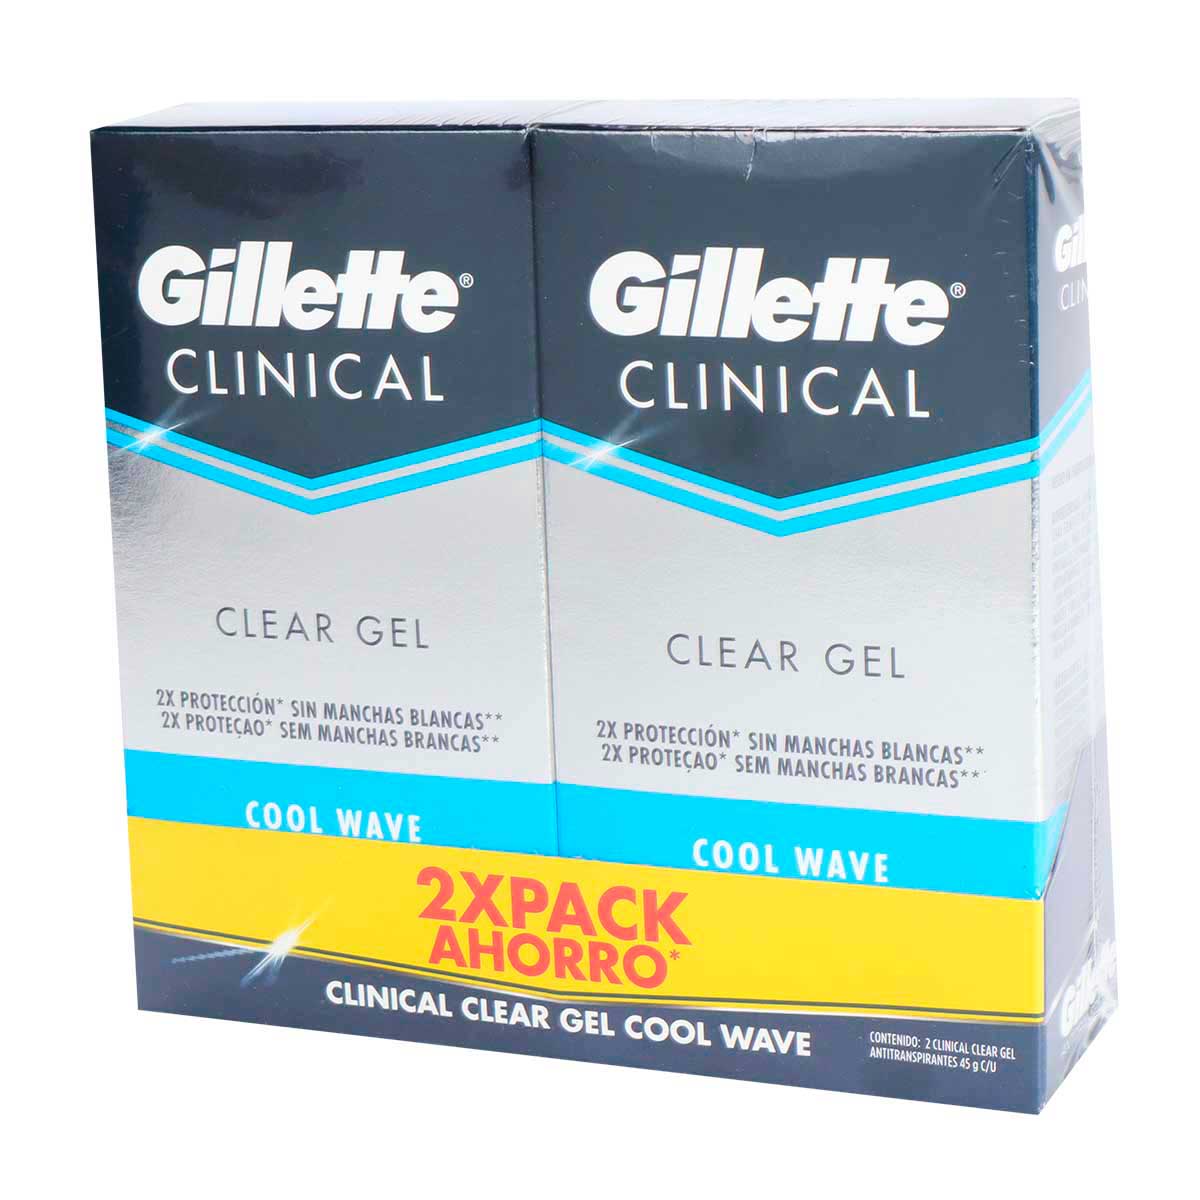 Gillette®
CLINICAL
CLEAR GEL
2X PROTECCIÓN* SIN MANCHAS BLANCAS**
2X PROTEÇAO* SEM MANCHAS BRANCAS**
COOL WAVE
Gillette®
CLINICAL
CLEAR GEL
2X PROTECCIÓN* SIN MANCHAS BLANCAS**
2X PROTEÇAO* SEM MANCHAS BRANCAS**
COOL WAVE
2XPACK
AHORRO*
CLINICAL CLEAR GEL COOL WAVE
CONTENIDO: 2 CLINICAL CLEAR GEL
ANTITRANSPIRANTES 45 g C/U